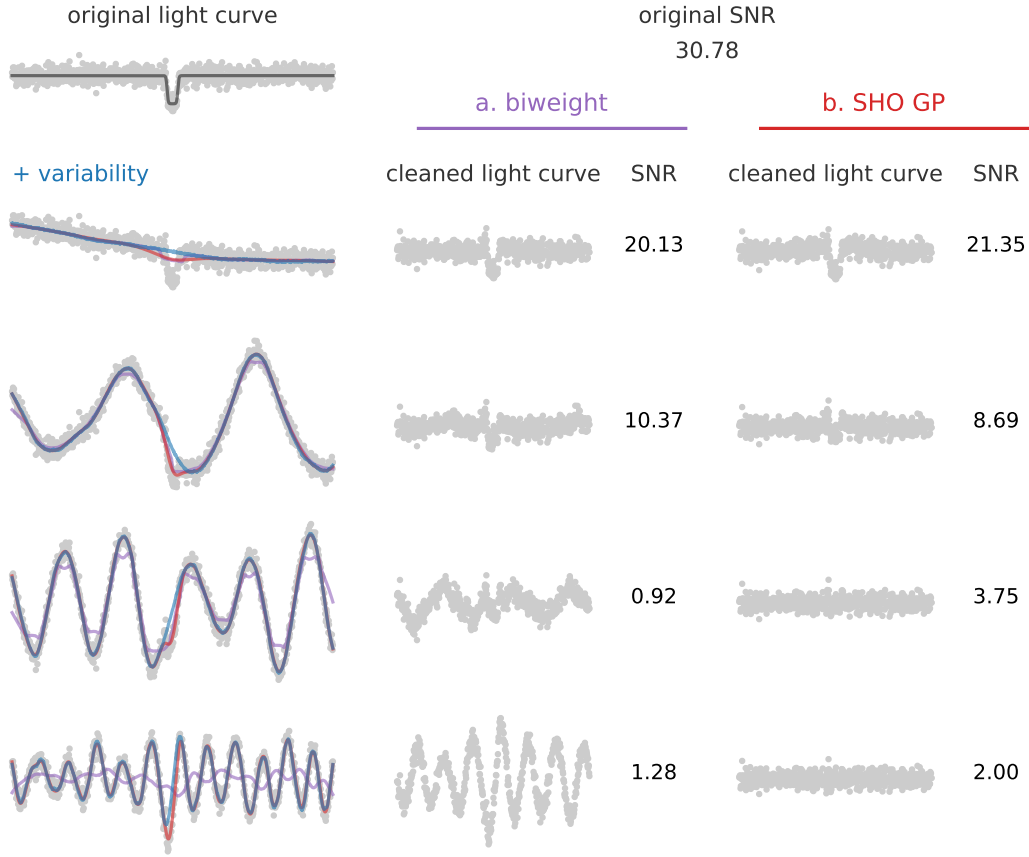 original light curve
original SNR
30.78
a. biweight
b. SHO GP
+ variability
cleaned light curve SNR
cleaned light curve SNR
20.13
21.35
10.37
8.69
0.92
3.75
1.28
2.00